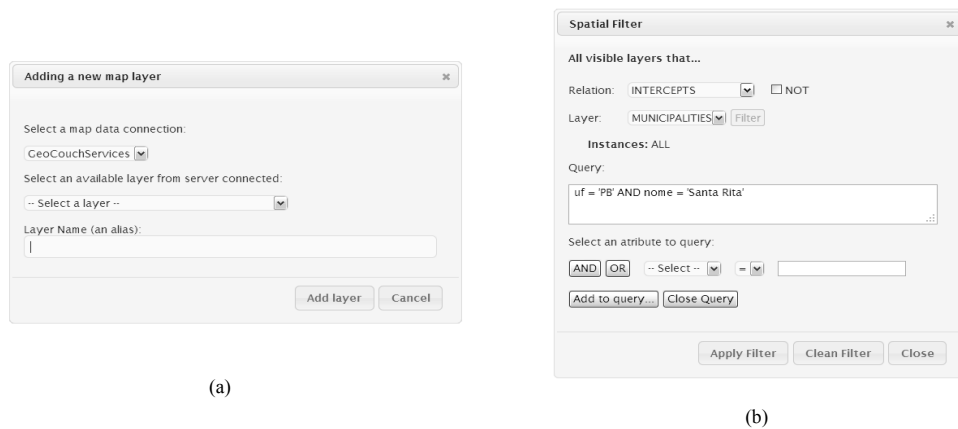 Adding a new map layer
Select a map data connection:
GeoCouchServices
Select an available layer from server connected:
-- Select a layer --
Layer Name (an alias):
Add layer Cancel
(a)
Spatial Filter
All visible layers that...
Relation: INTERCEPTS NOT
Layer: MUNICIPALITIES Filter
Instances: ALL
Query:
uf = 'PB' AND nome = 'Santa Rita'
Select an atribute to query:
AND OR -- Select -- =
Add to query... Close Query
Apply Filter Clean Filter Close
(b)